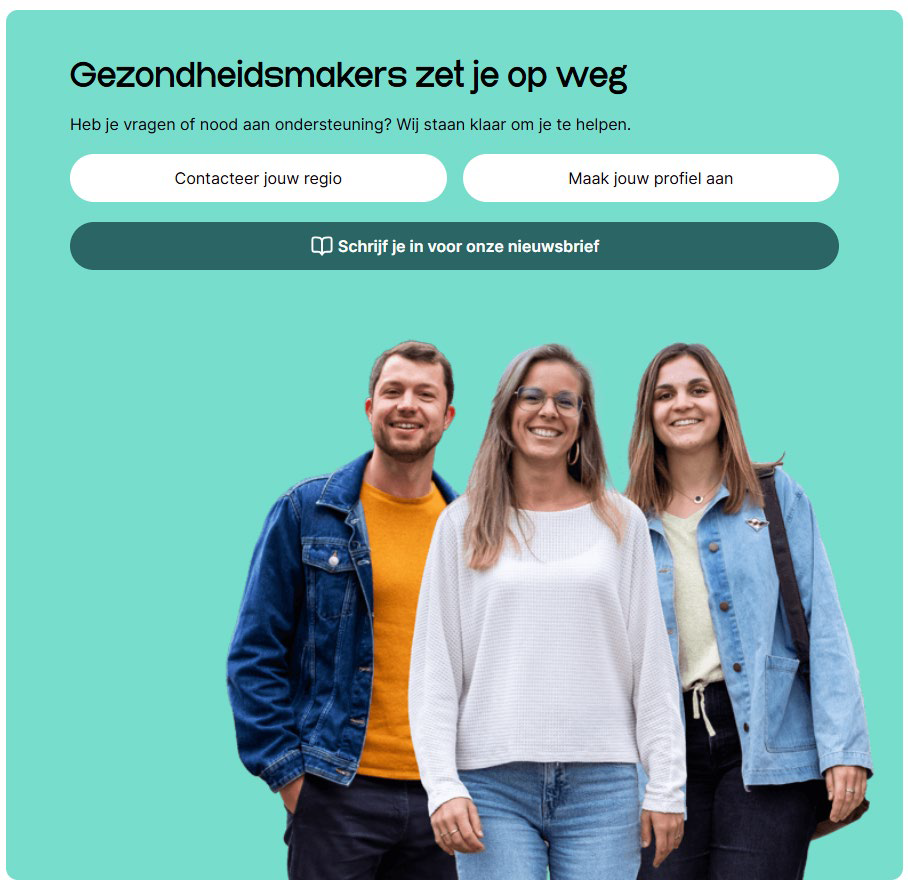 Gezondheidsmakers zet je op weg
Heb je vragen of nood aan ondersteuning? Wij staan klaar om je te helpen.
Contacteer jouw regio
Maak jouw profiel aan
Schrijf je in voor onze nieuwsbrief